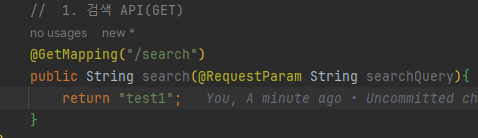 // 1. 검색 API(GET)
no usages new *
@GetMapping("/search")
public String search(@RequestParam String searchQuery){
return "test1"; You, A minute ago • Uncommitted ch
}